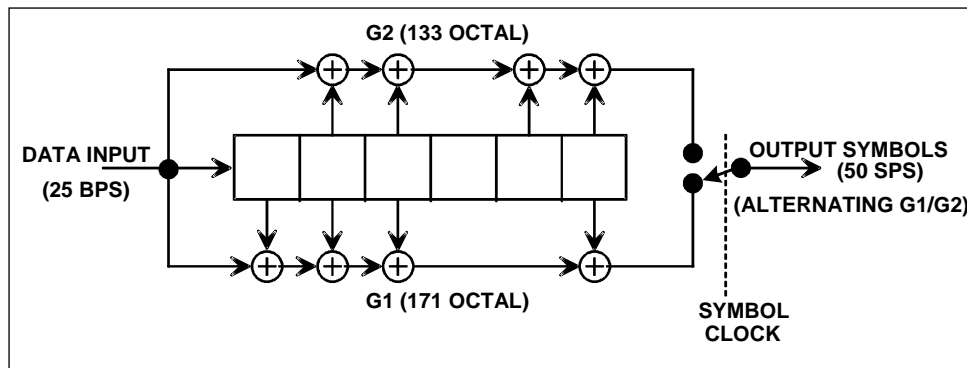 G2 (133 OCTAL)
DATA INPUT
(25 BPS)
OUTPUT SYMBOLS
(50 SPS)
(ALTERNATING G1/G2)
G1 (171 OCTAL)
SYMBOL
CLOCK